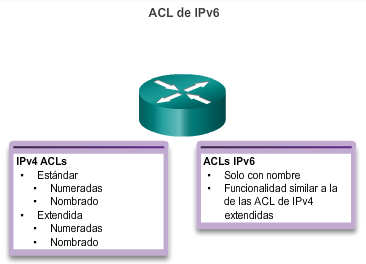 ACL de IPv6
IPv4 ACLs
• Estándar
• Numeradas
• Nombrado
• Extendida
• Numeradas
• Nombrado
ACLs IPv6
• Solo con nombre
• Funcionalidad similar a la
de las ACL de IPv4
extendidas